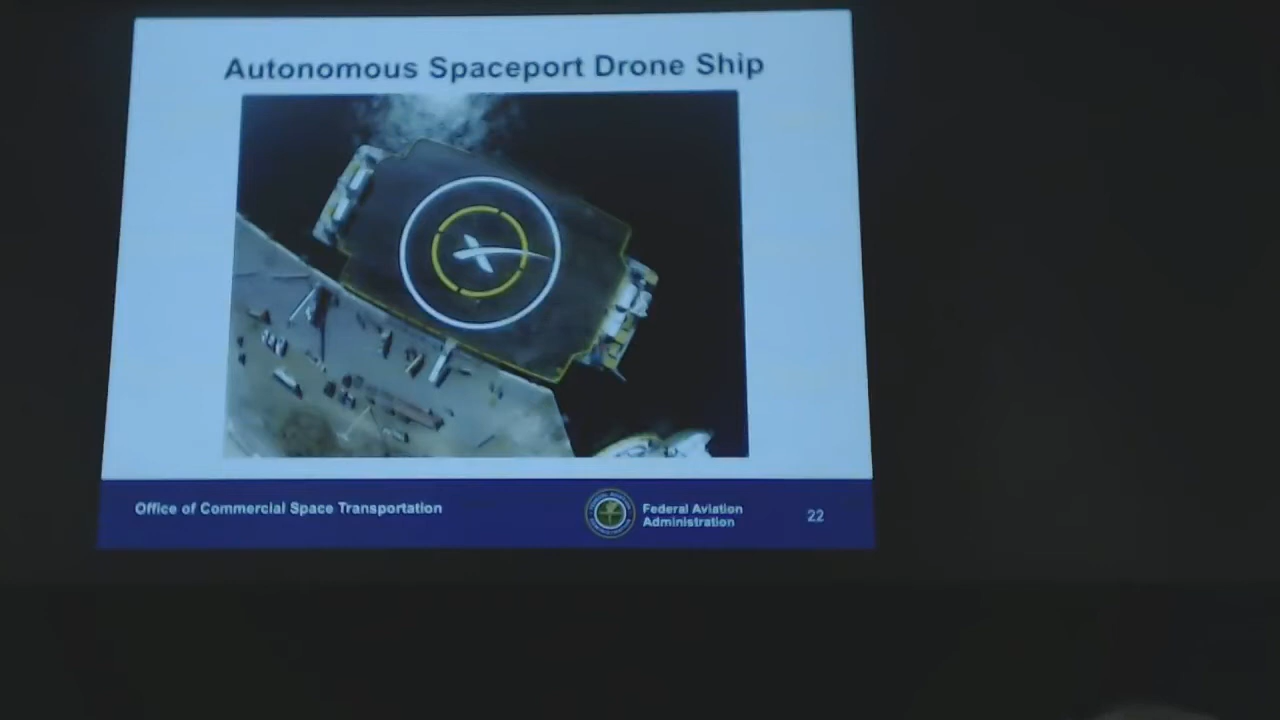 Autonomous Spaceport Drone Ship
Office of Commercial Space Transportation
Federal Aviation
Administration
22